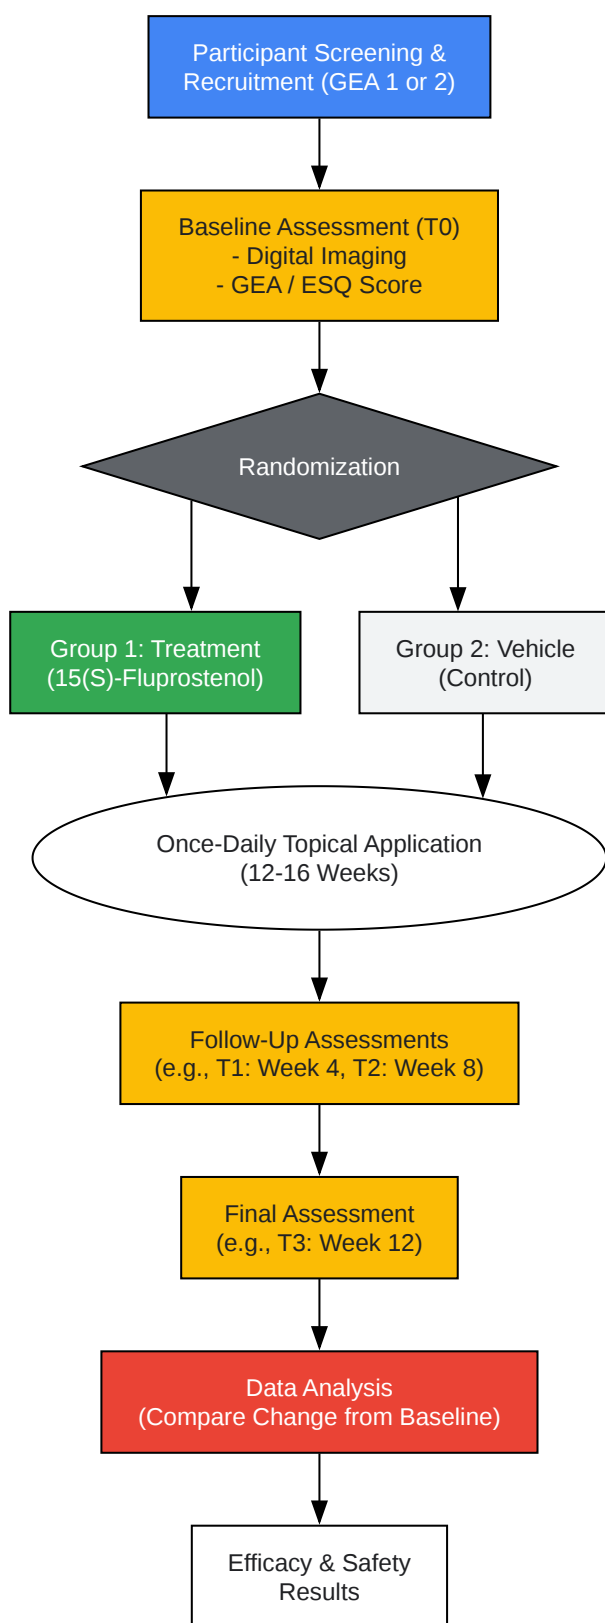 Participant Screening &
Recruitment (GEA 1 or 2)
Baseline Assessment (T0)
- Digital Imaging
- GEA / ESQ Score
Randomization
Group 1: Treatment
(15(S)-Fluprostenol)
Group 2: Vehicle
(Control)
Once-Daily Topical Application
(12-16 Weeks)
Follow-Up Assessments
(e.g., T1: Week 4, T2: Week 8)
Final Assessment
(e.g., T3: Week 12)
Data Analysis
(Compare Change from Baseline)
Efficacy & Safety
Results